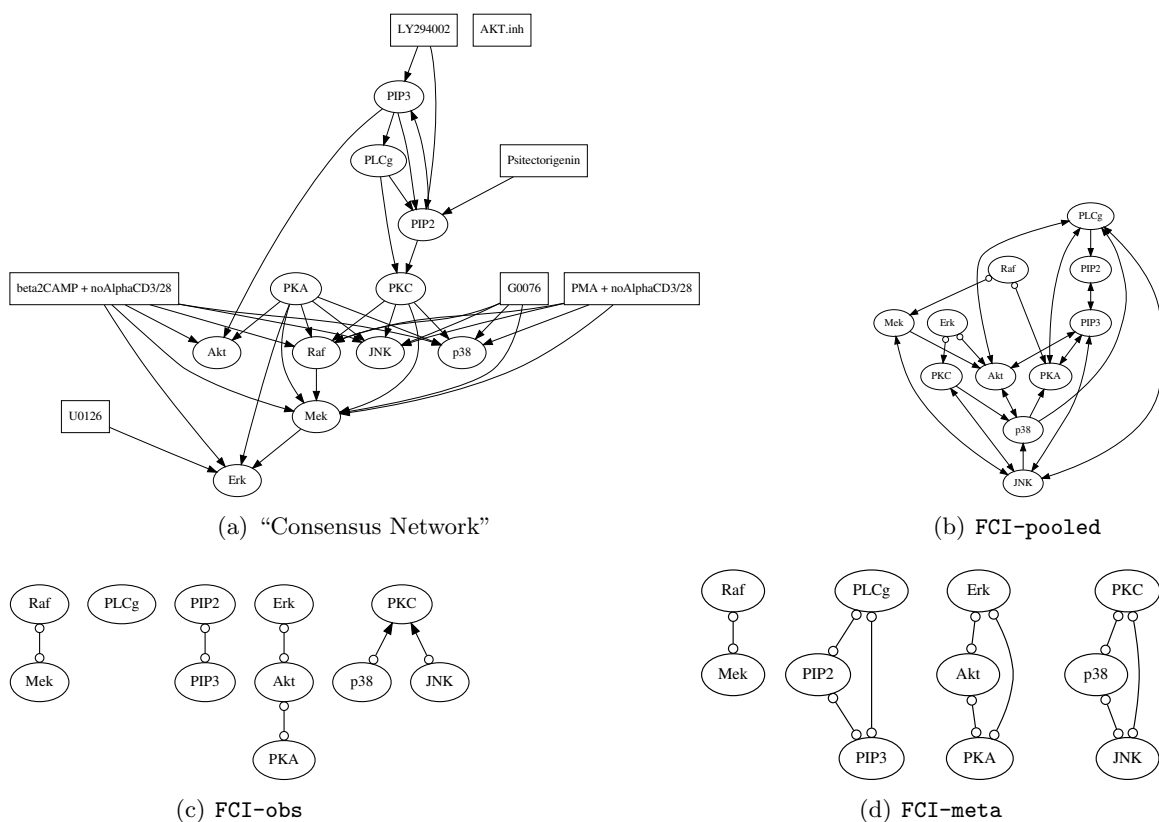 LY294002 AKT.inh
PIP3
PLCg
Psitectorigenin
PIP2
beta2CAMP + noAlphaCD3/28 PKA PKC G0076 PMA + noAlphaCD3/28
Akt Raf JNK p38
Mek
U0126
Erk
(a) “Consensus Network”
PLCg
Raf PIP2
Mek Erk PIP3
PKC Akt PKA
p38
JNK
(b) FCI-pooled
Raf PLCg PIP2 Erk PKC
Mek PIP3 Akt p38 JNK
PKA
(c) FCI-obs
Raf PLCg Erk PKC
Mek PIP2 Akt p38
PIP3 PKA JNK
(d) FCI-meta